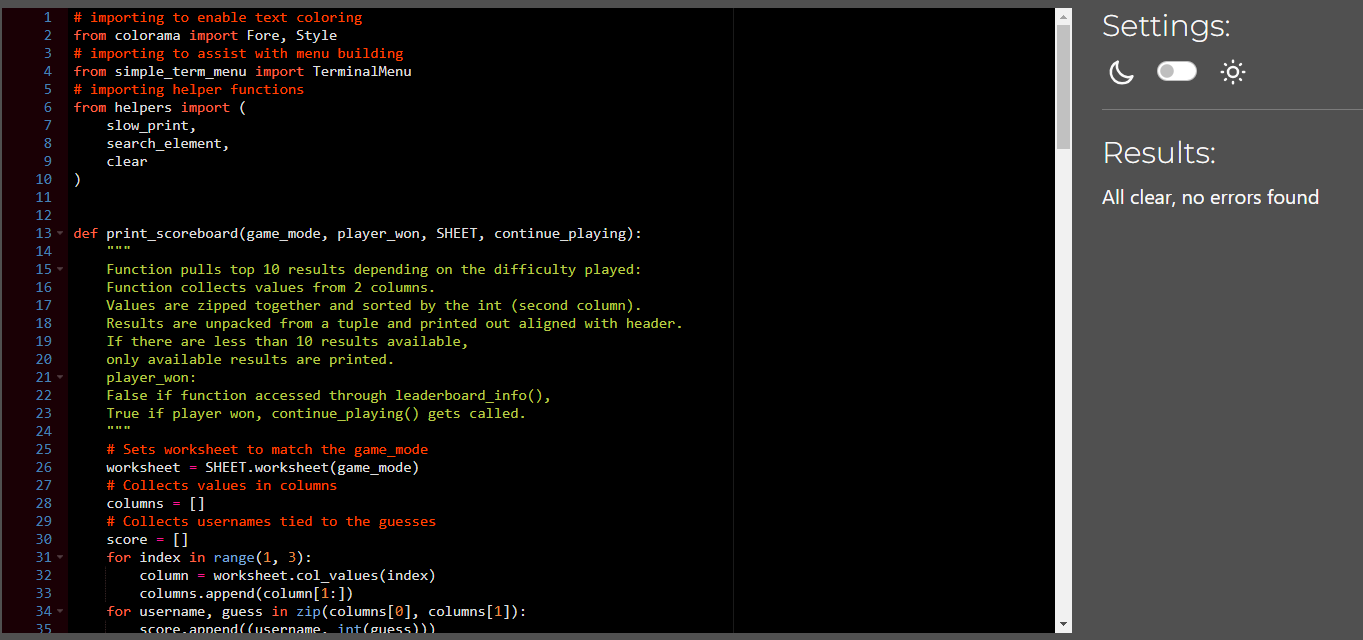 1 # importing to enable text coloring
2 from colorama import Fore, Style
3 # importing to assist with menu building
4 from simple_term_menu import TerminalMenu
5 # importing helper functions
6 from helpers import (
7     slow_print,
8     search_element,
9     clear
10 )
11
12
13 def print_scoreboard(game_mode, player_won, SHEET, continue_playing):
14     """
15     Function pulls top 10 results depending on the difficulty played:
16     Function collects values from 2 columns.
17     Values are zipped together and sorted by the int (second column).
18     Results are unpacked from a tuple and printed out aligned with header.
19     If there are less than 10 results available,
20     only available results are printed.
21     player_won:
22     False if function accessed through leaderboard_info(),
23     True if player won, continue_playing() gets called.
24     """
25     # Sets worksheet to match the game_mode
26     worksheet = SHEET.worksheet(game_mode)
27     # Collects values in columns
28     columns = []
29     # Collects usernames tied to the guesses
30     score = []
31     for index in range(1, 3):
32         column = worksheet.col_values(index)
33         columns.append(column[1:])
34     for username, guess in zip(columns[0], columns[1]):
35         score.append((username, int(guess)))
Settings:
Results:
All clear, no errors found